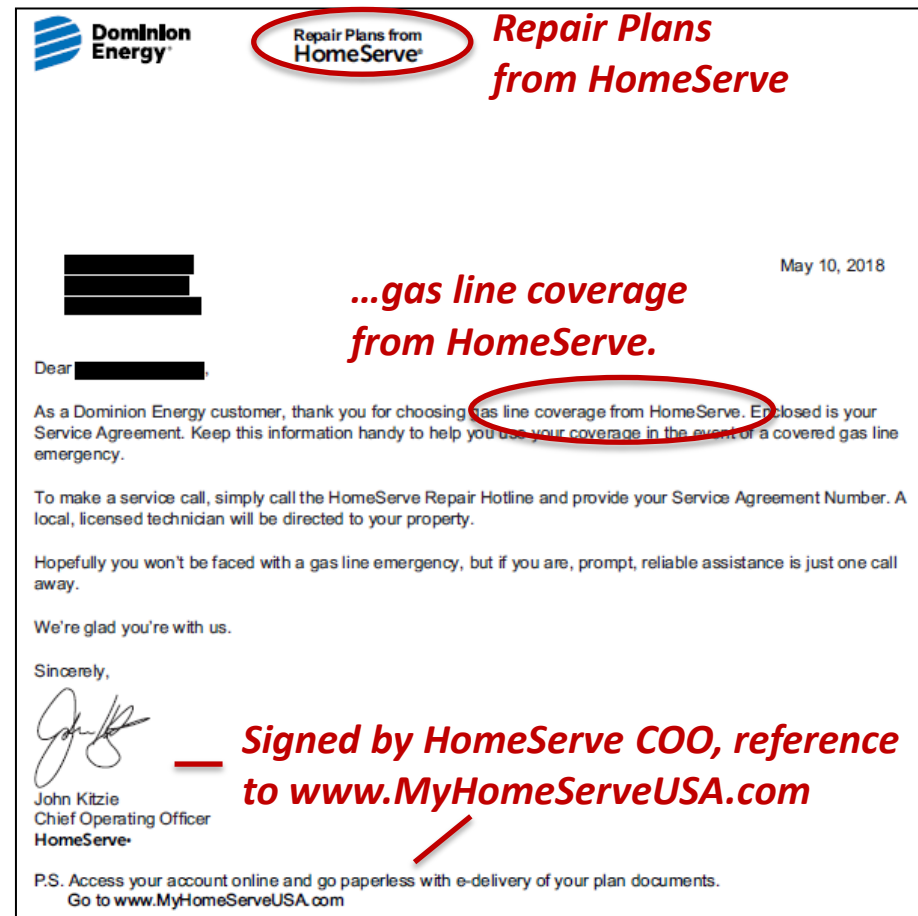 Dominion
Energy®
Repair Plans from
HomeServe®
Repair Plans
from HomeServe
May 10, 2018
…gas line coverage
from HomeServe.
Dear ,
As a Dominion Energy customer, thank you for choosing gas line coverage from HomeServe. Enclosed is your
Service Agreement. Keep this information handy to help you use your coverage in the event of a covered gas line
emergency.
To make a service call, simply call the HomeServe Repair Hotline and provide your Service Agreement Number. A
local, licensed technician will be directed to your property.
Hopefully you won't be faced with a gas line emergency, but if you are, prompt, reliable assistance is just one call
away.
We're glad you're with us.
Sincerely,
Signed by HomeServe COO, reference
to www.MyHomeServeUSA.com
John Kitzie
Chief Operating Officer
HomeServe®
P.S. Access your account online and go paperless with e-delivery of your plan documents.
Go to www.MyHomeServeUSA.com